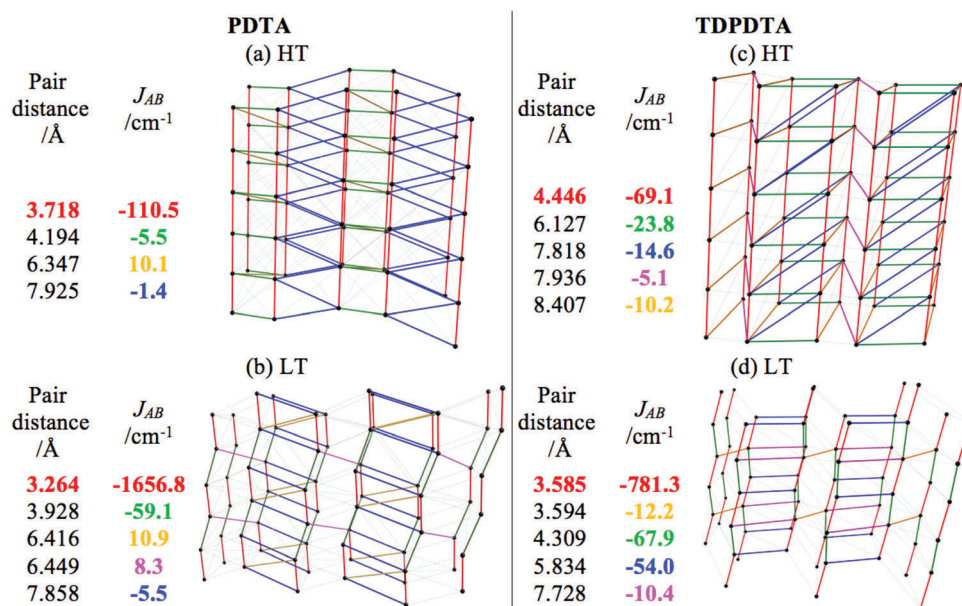 PDTA
(a) HT
Pair distance /Å
J_AB /cm⁻¹
3.718 -110.5
4.194 -5.5
6.347 10.1
7.925 -1.4
(b) LT
Pair distance /Å
J_AB /cm⁻¹
3.264 -1656.8
3.928 -59.1
6.416 10.9
6.449 8.3
7.858 -5.5
TDPDTA
(c) HT
Pair distance /Å
J_AB /cm⁻¹
4.446 -69.1
6.127 -23.8
7.818 -14.6
7.936 -5.1
8.407 -10.2
(d) LT
Pair distance /Å
J_AB /cm⁻¹
3.585 -781.3
3.594 -12.2
4.309 -67.9
5.834 -54.0
7.728 -10.4